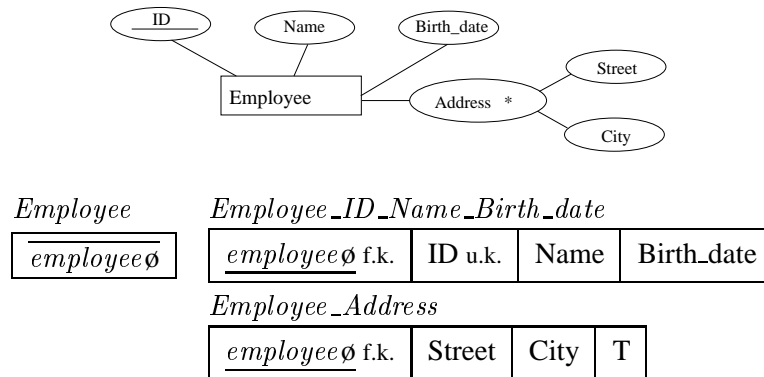 ID
Name
Birth_date
Street
Employee
Address *
City
Employee
Employee_ID_Name_Birth_date
employeeø
employeeø f.k. ID u.k. Name Birth_date
Employee_Address
employeeø f.k. Street City T